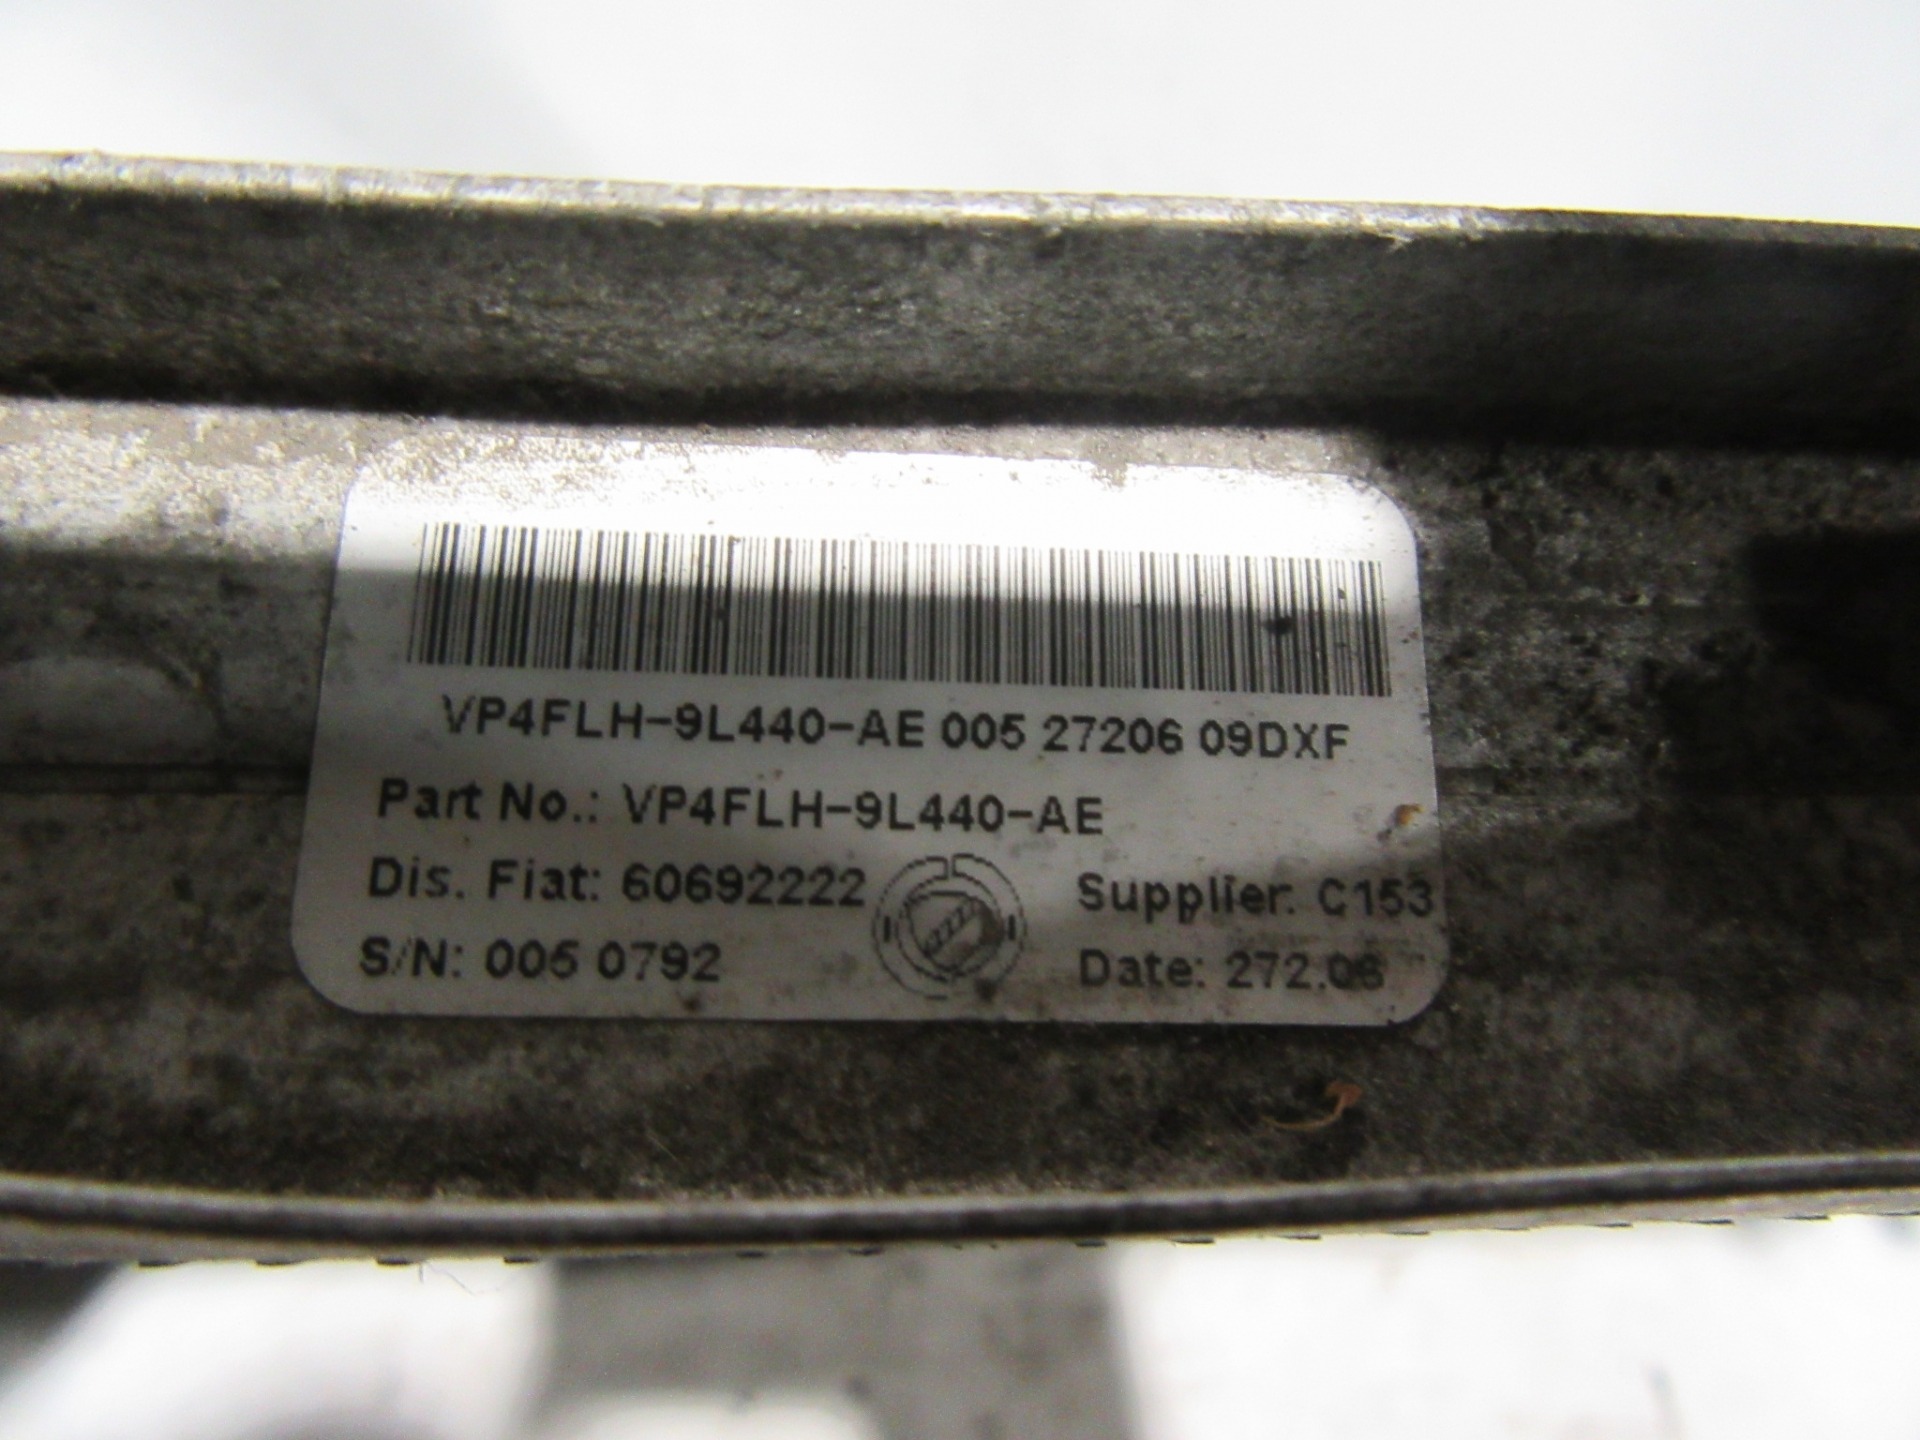 VP4FLH-9L440-AE 005 27206 09DXF
Part No.: VP4FLH-9L440-AE
Dis. Fiat: 60692222
Supplier: C153
S/N: 005 0792
Date: 272.06